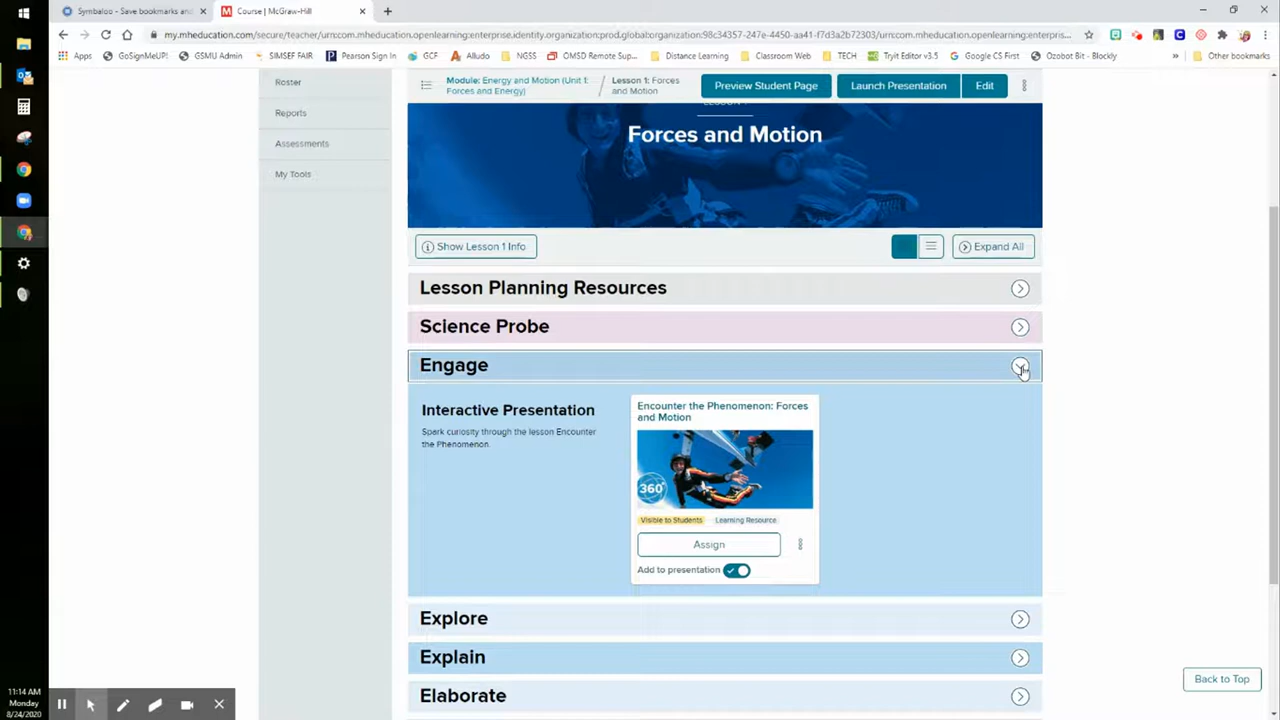 Symbaloo - Save bookmarks and
Course | McGraw-Hill
my.mheducation.com/secure/teacher/urn:com.mheducation.openlearning:enterprise.identity.organization:prod.globalorganization:98c34357-247e-4450-aa41-f7d3a2b72303/urn:com.mheducation.openlearning:enterpris...
Apps
GoSignMeUP!
GSMU Admin
SIMSEF FAIR
Pearson Sign In
GCF
Alludo
NGSS
OMSD Remote Sup...
Distance Learning
Classroom Web
TECH
Tryit Editor v3.5
Google CS First
Ozobot Bit - Blockly
»
Other bookmarks
Roster
Reports
Assessments
My Tools
Module: Energy and Motion (Unit 1:
Forces and Energy)
Lesson 1: Forces
and Motion
Preview Student Page
Launch Presentation
Edit
Forces and Motion
Show Lesson 1 Info
Expand All
Lesson Planning Resources
Science Probe
Engage
Interactive Presentation
Spark curiosity through the lesson Encounter
the Phenomenon.
Encounter the Phenomenon: Forces
and Motion
360°
Visible to Students
Learning Resource
Assign
Add to presentation
Explore
Explain
Elaborate
Back to Top
11:14 AM
Monday
8/24/2020